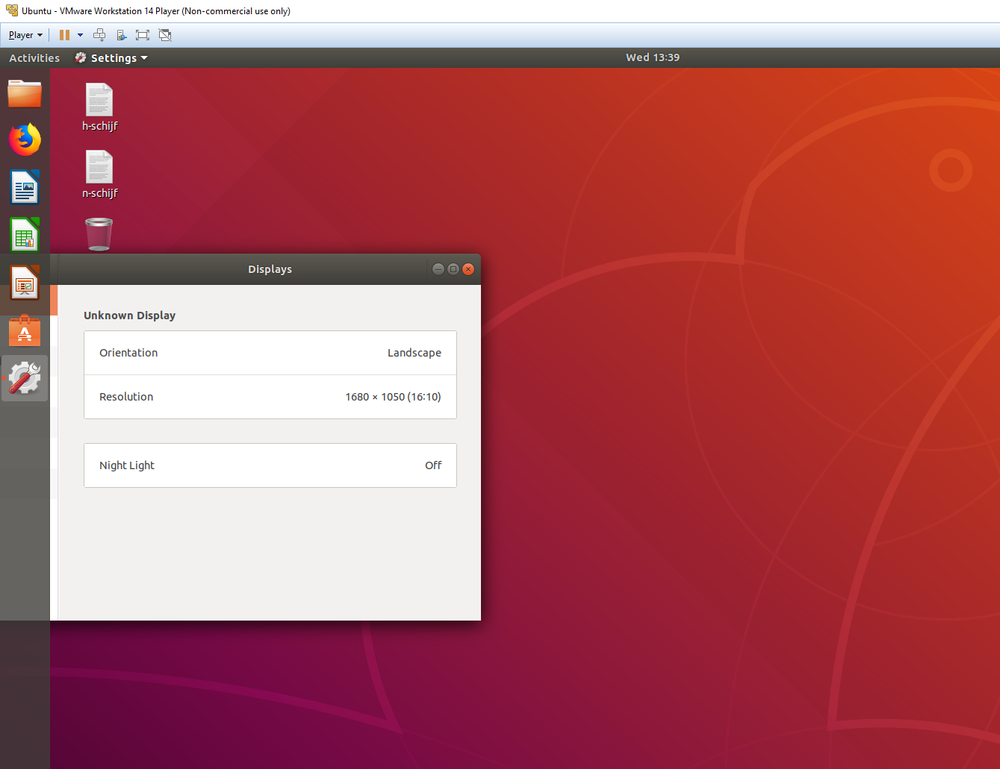 Ubuntu - VMware Workstation 14 Player (Non-commercial use only)
Player
Activities
Settings
Wed 13:39
h-schijf
n-schijf
Displays
Unknown Display
Orientation Landscape
Resolution 1680 × 1050 (16:10)
Night Light Off